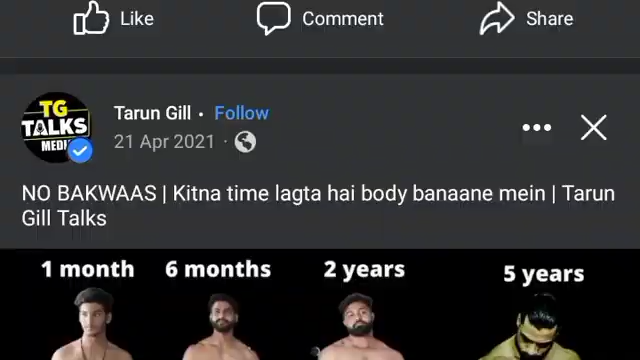 Like Comment Share
TG
TALKS
MEDI
Tarun Gill • Follow
21 Apr 2021 ·
NO BAKWAAS | Kitna time lagta hai body banaane mein | Tarun
Gill Talks
1 month 6 months 2 years 5 years